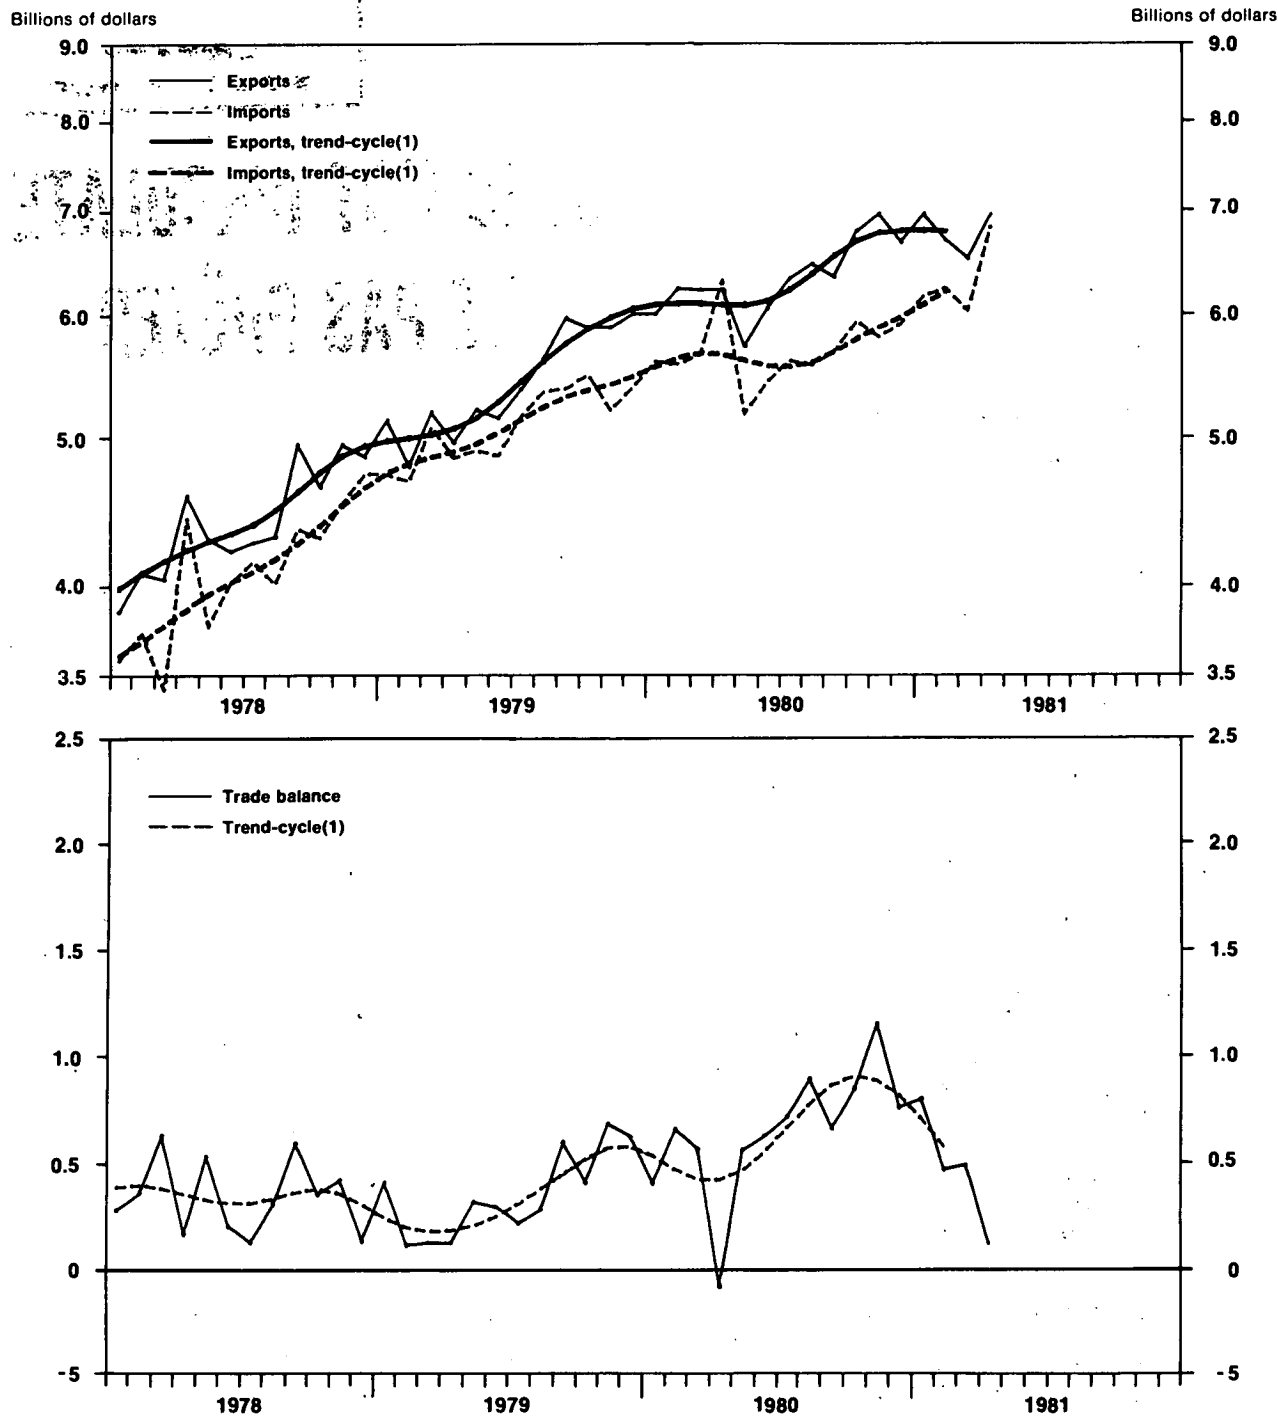 Billions of dollars Billions of dollars
9.0 9.0
Exports
8.0 Imports 8.0
Exports, trend-cycle(1)
Imports, trend-cycle(1)
7.0 7.0
6.0 6.0
5.0 5.0
4.0 4.0
3.5 3.5
1978 1979 1980 1981
2.5 2.5
Trade balance
Trend-cycle(1)
2.0 2.0
1.5 1.5
1.0 1.0
0.5 0.5
0 0
-5 -5
1978 1979 1980 1981